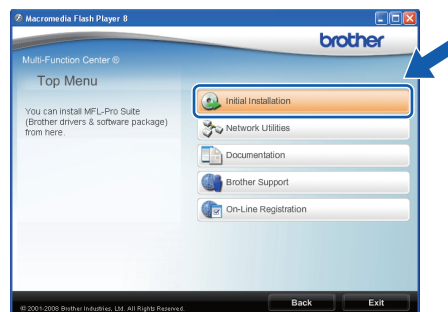 Macromedia Flash Player 8
brother
Multi-Function Center ®
Top Menu
You can install MFL-Pro Suite
(Brother drivers & software package)
from here.
Initial Installation
Network Utilities
Documentation
Brother Support
On-Line Registration
© 2001-2008 Brother Industries, Ltd. All Rights Reserved.
Back
Exit